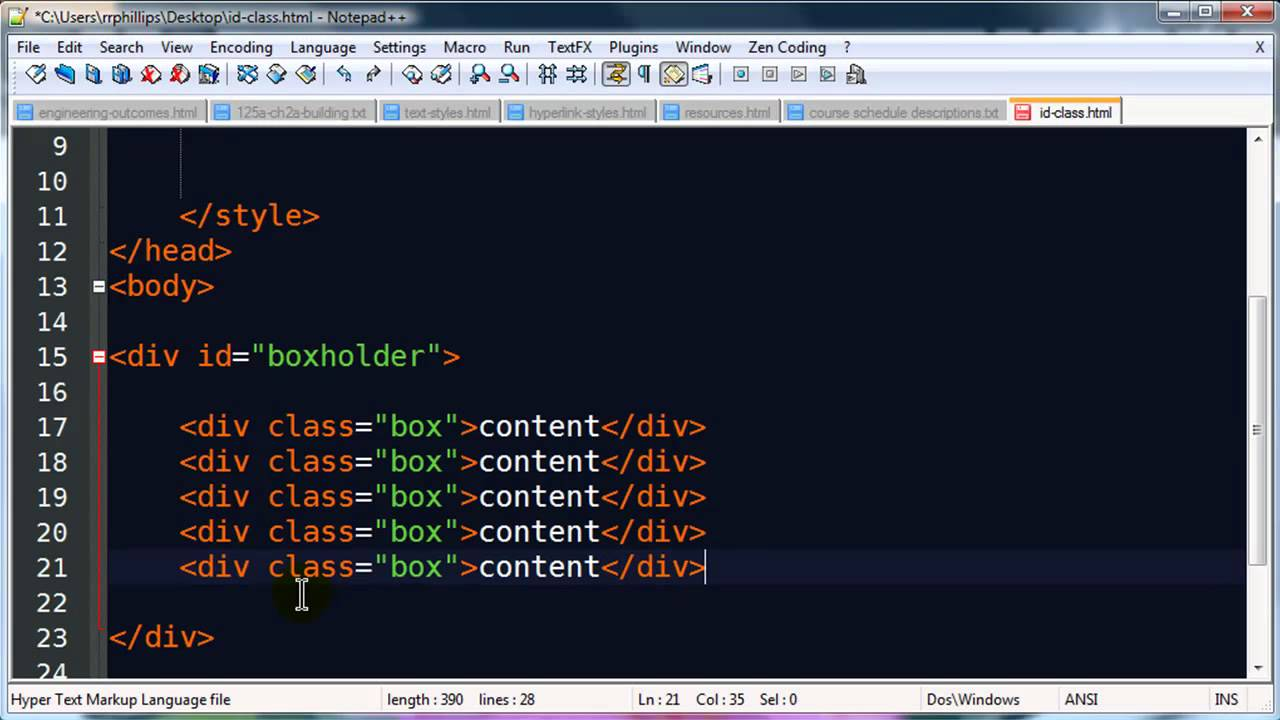 *C:\Users\rrphillips\Desktop\id-class.html - Notepad++
File Edit Search View Encoding Language Settings Macro Run TextFX Plugins Window Zen Coding ? X
engineering-outcomes.html 125a-ch2a-building.txt text-styles.html hyperlink-styles.html resources.html course schedule descriptions.txt id-class.html
9
10
11 </style>
12 </head>
13 <body>
14
15 <div id="boxholder">
16
17 <div class="box">content</div>
18 <div class="box">content</div>
19 <div class="box">content</div>
20 <div class="box">content</div>
21 <div class="box">content</div>
22
23 </div>
24
Hyper Text Markup Language file length : 390 lines : 28 Ln : 21 Col : 35 Sel : 0 Dos\Windows ANSI INS